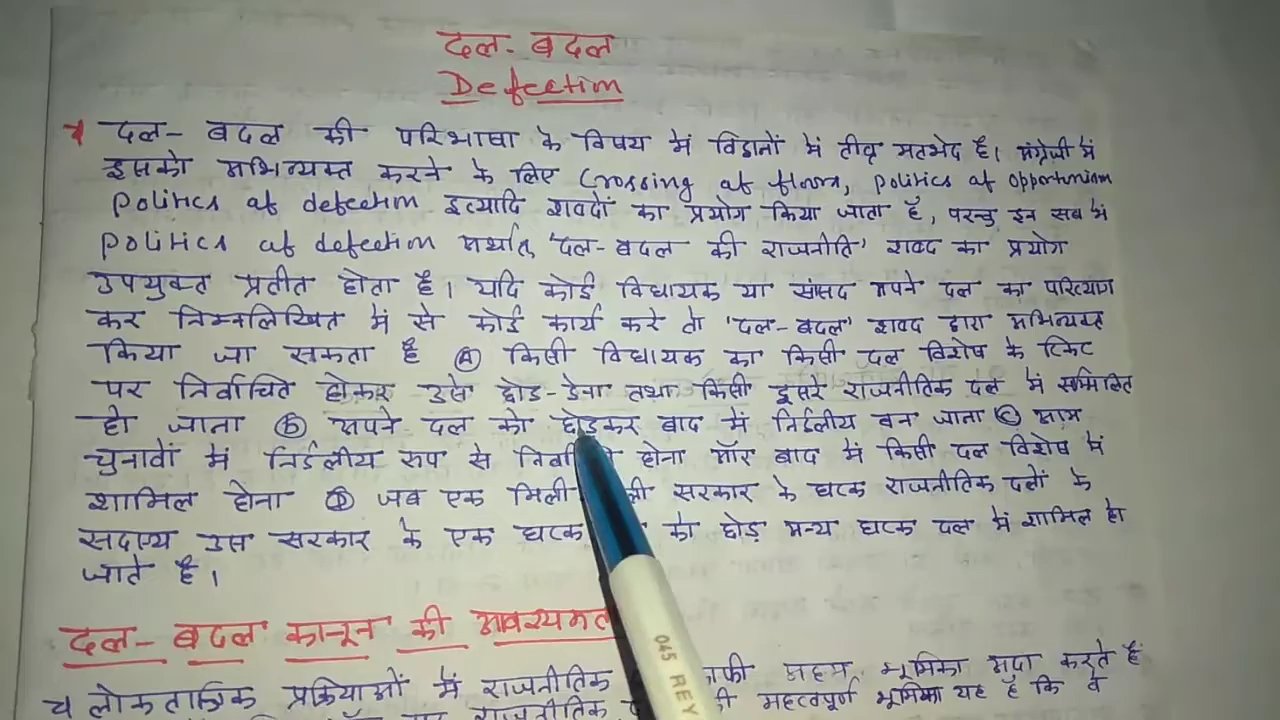 दल-बदल
Defection
दल-बदल की परिभाषा के विषय में विद्वानों में तीव्र मतभेद है। अंग्रेजी में
इसको अभिव्यक्त करने के लिए Crossing of floors, Politics of opportunism
Politics of defection इत्यादि शब्दों का प्रयोग किया जाता है, परन्तु इन सब में
Politics of defection अर्थात् 'दल-बदल की राजनीति' शब्द का प्रयोग
उपयुक्त प्रतीत होता है। यदि कोई विधायक या सांसद अपने दल का परित्याग
कर निम्नलिखित में से कोई कार्य करे तो 'दल-बदल' शब्द द्वारा अभिव्यक्त
किया जा सकता है (A) किसी विधायक का किसी दल विशेष के टिकट
पर निर्वाचित होकर उसे छोड़-देना तथा किसी दूसरे राजनीतिक दल में सम्मिलित
हो जाना (B) अपने दल को छोड़कर बाद में निर्दलीय बन जाना (C) आम
चुनावों में निर्दलीय रूप से होना और बाद में किसी दल विशेष में
शामिल होना (D) जब एक मिली सरकार के घटक राजनीतिक दलों के
सदस्य उस सरकार के एक घटक को छोड़ अन्य घटक दल में शामिल हो
जाते है।
दल-बदल कानून की
लोकतांत्रिक प्रक्रियाओं में राजनीतिक भूमिका अदा करते हैं
राजनीतिक महत्वपूर्ण भूमिका यह है कि वे
045 REY